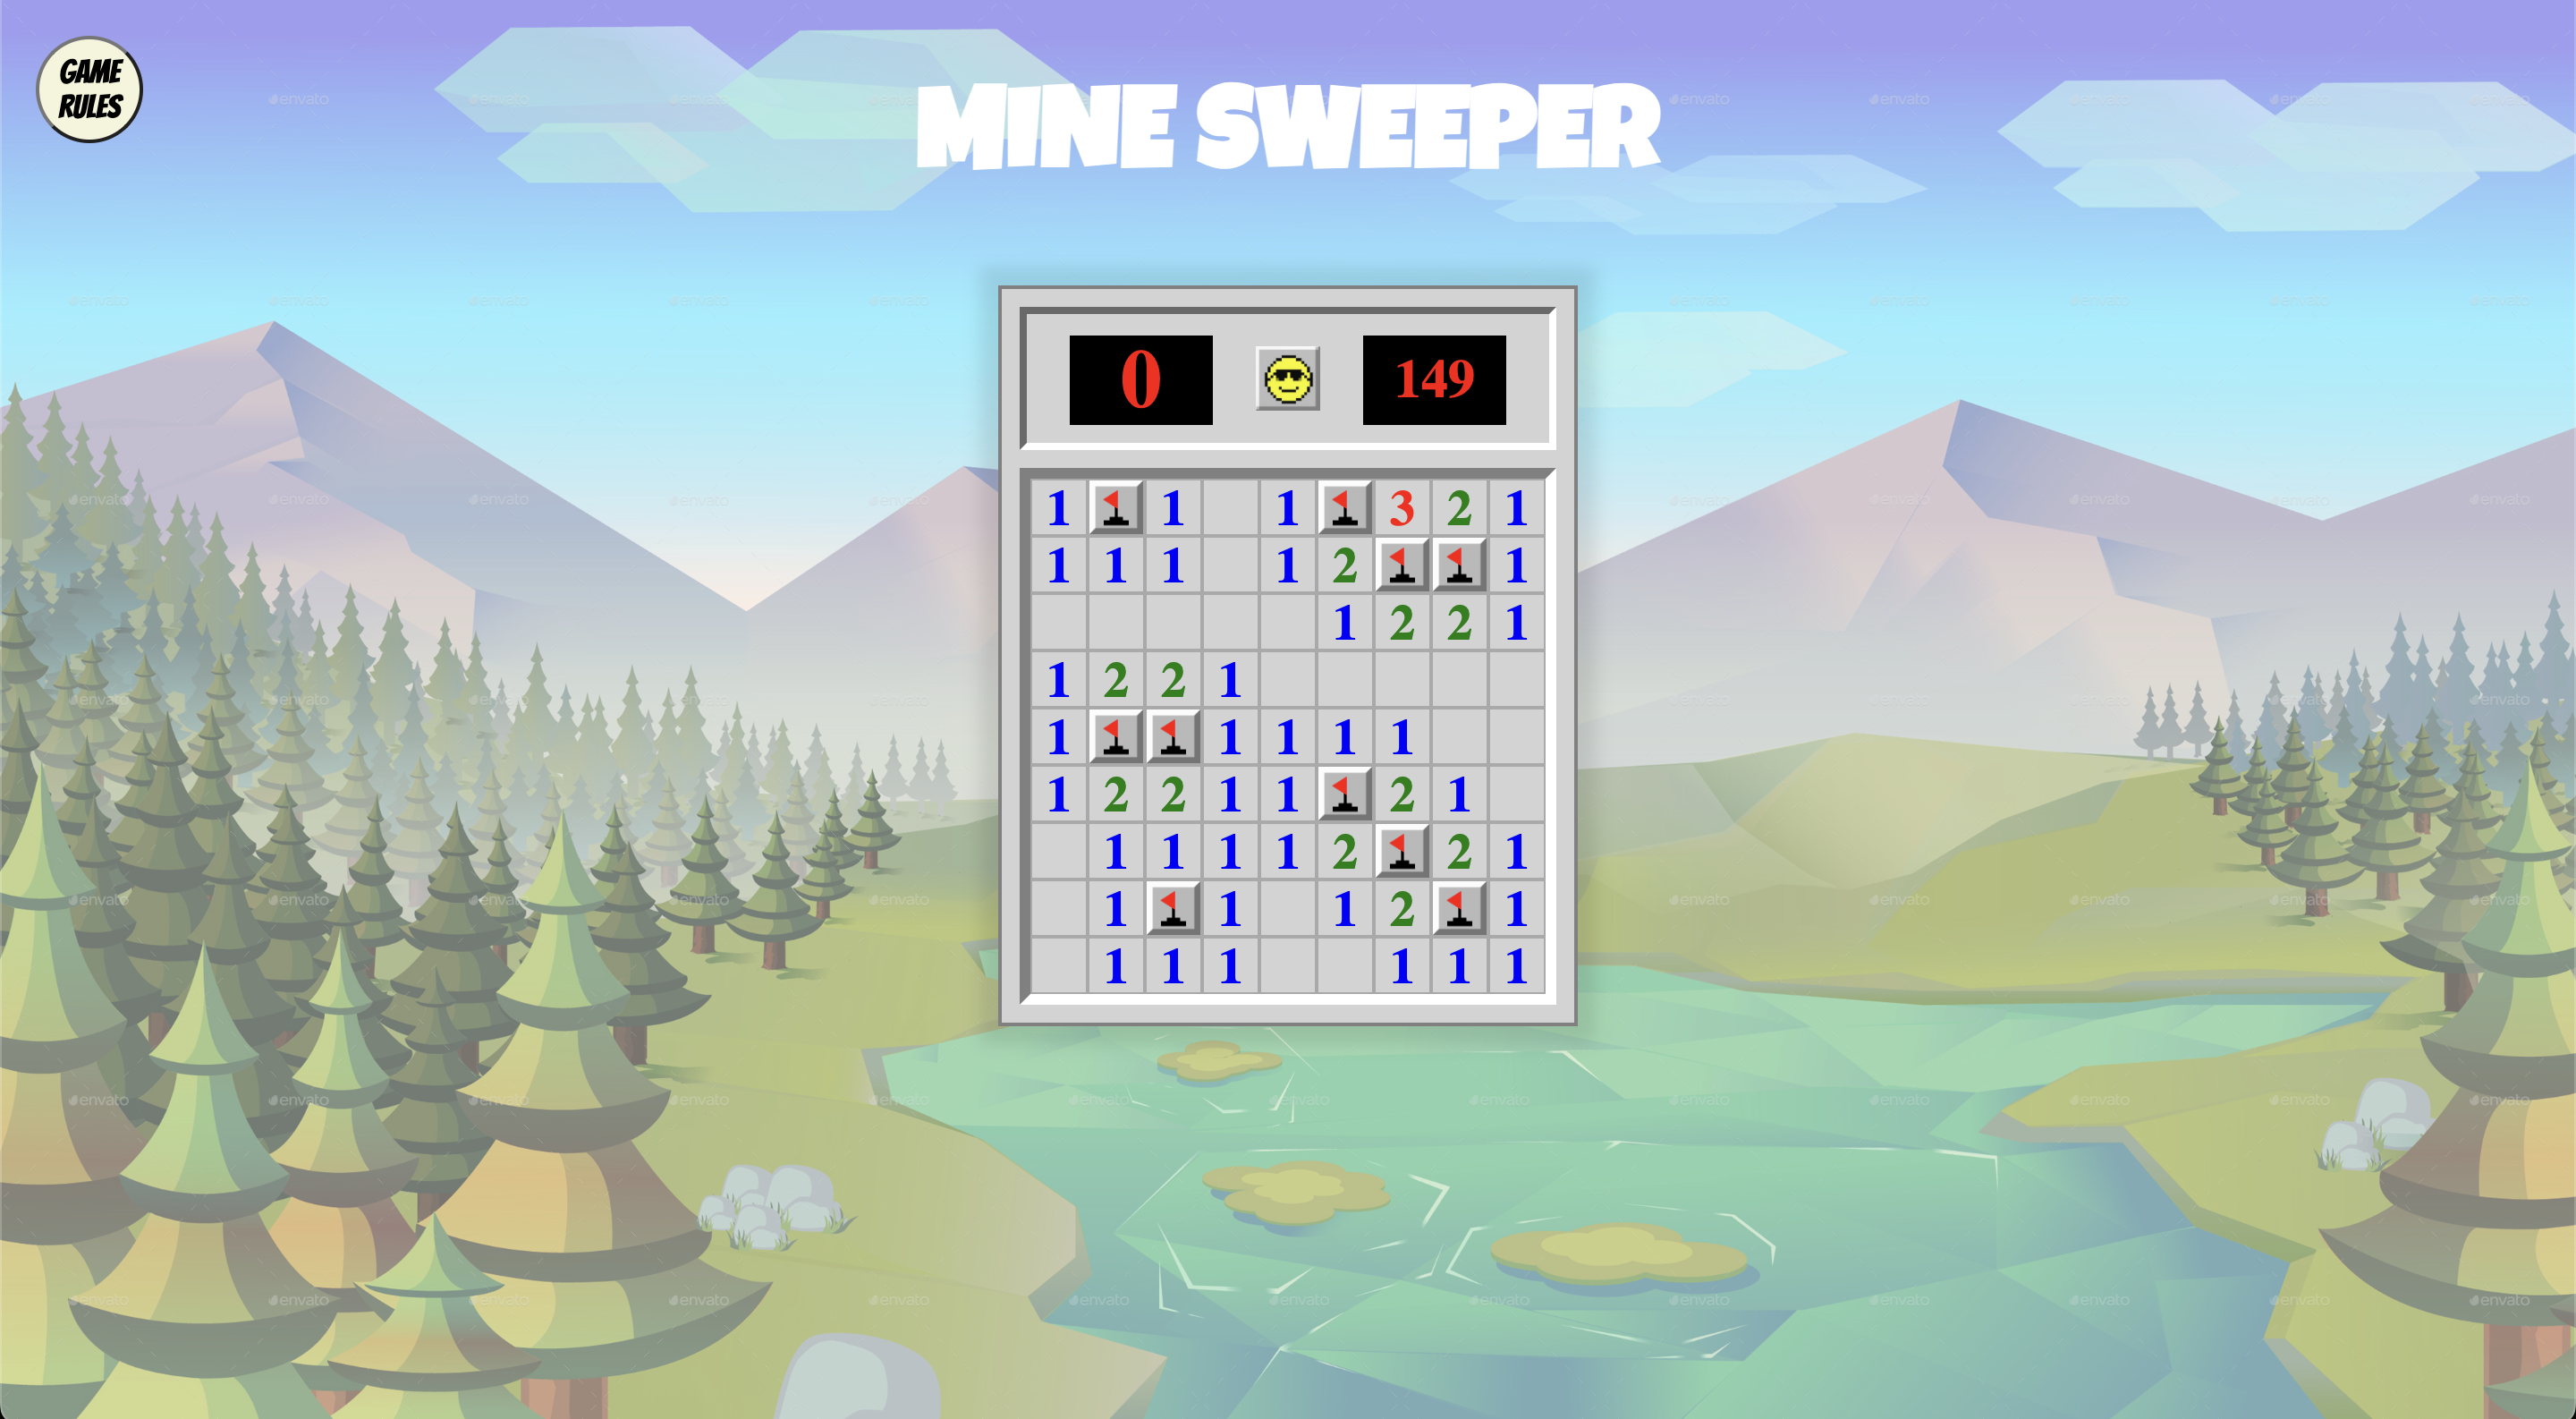 GAME
RULES
MINE SWEEPER
0 149
1 1 1 3 2 1
1 1 1 1 2 1
1 2 2 1
1 2 2 1
1 1 1 1 1
1 2 2 1 1 2 1
1 1 1 1 2 2 1
1 1 1 2 1
1 1 1 1 1 1
envato